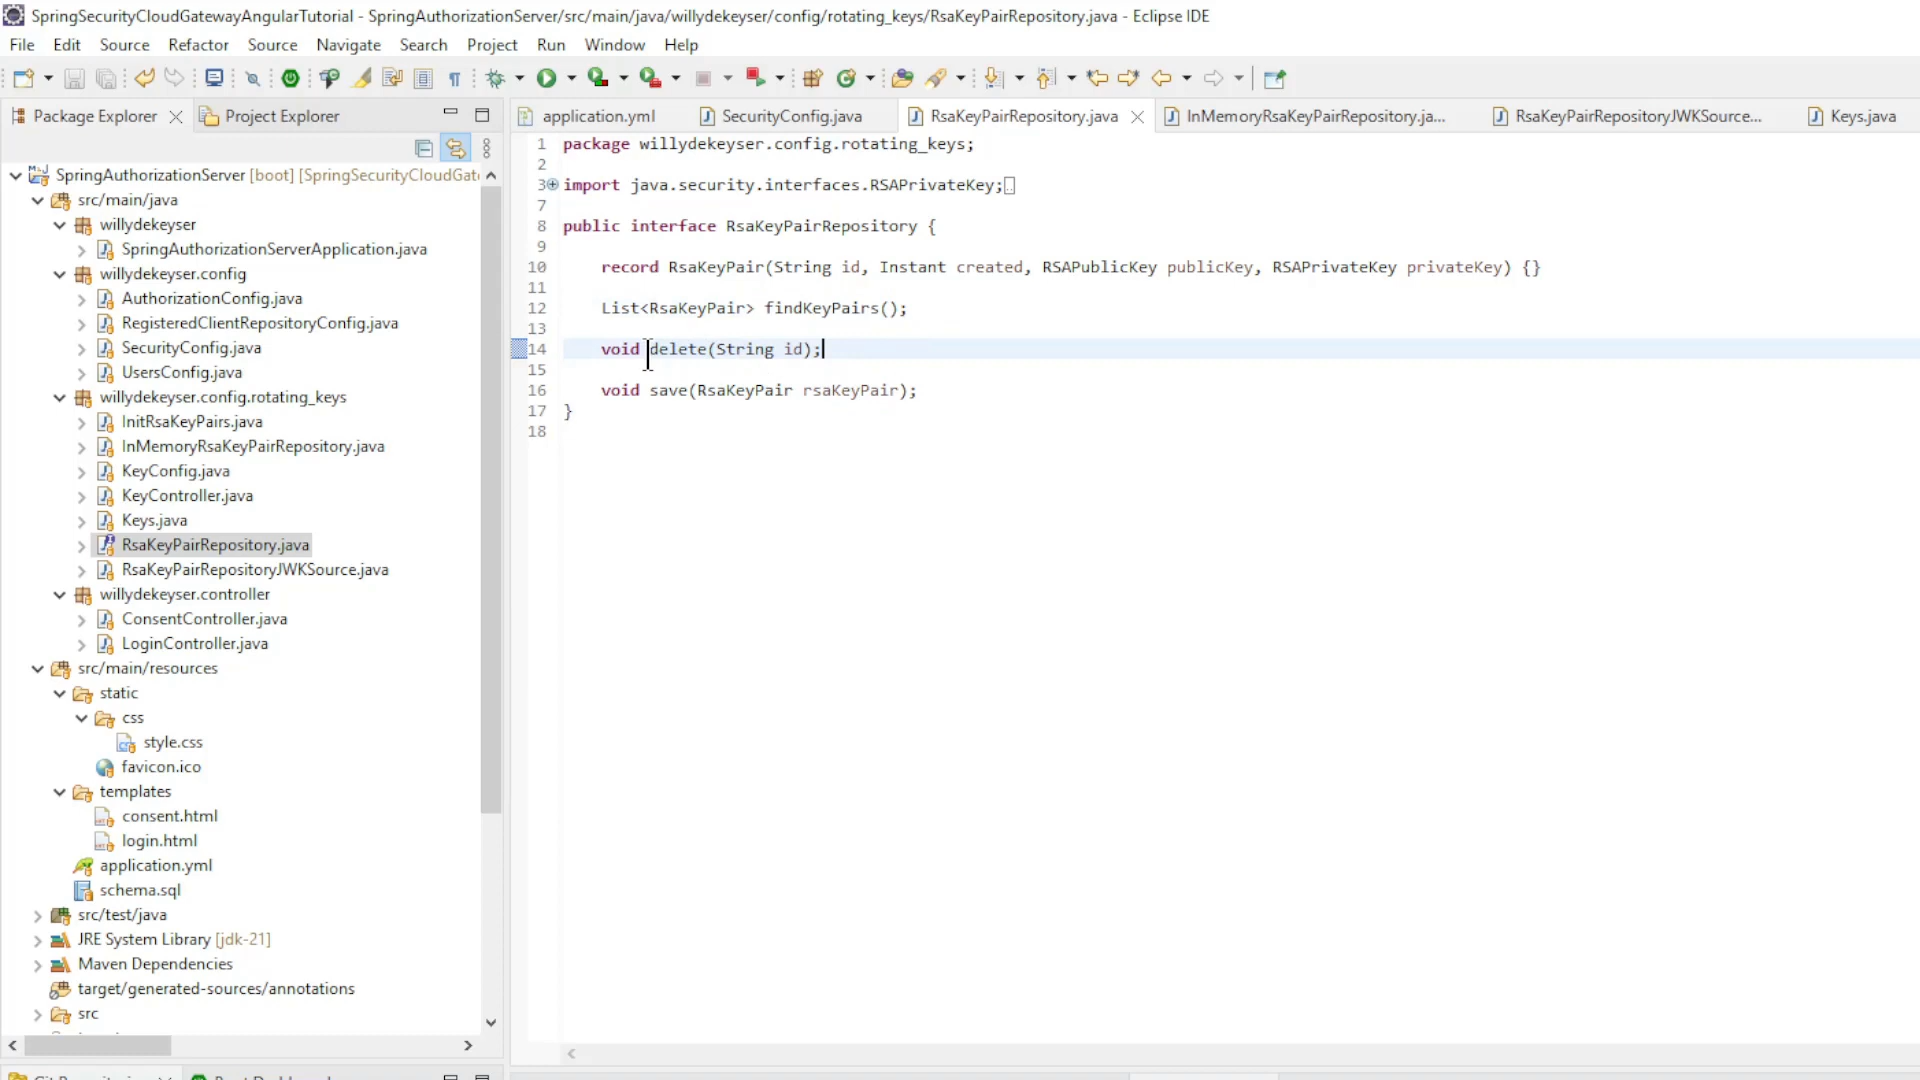 SpringSecurityCloudGatewayAngularTutorial - SpringAuthorizationServer/src/main/java/willydekeyser/config/rotating_keys/RsaKeyPairRepository.java - Eclipse IDE
File Edit Source Refactor Source Navigate Search Project Run Window Help
Package Explorer Project Explorer
application.yml SecurityConfig.java RsaKeyPairRepository.java InMemoryRsaKeyPairRepository.ja... RsaKeyPairRepositoryJWKSource... Keys.java
SpringAuthorizationServer [boot] [SpringSecurityCloudGat
src/main/java
willydekeyser
SpringAuthorizationServerApplication.java
willydekeyser.config
AuthorizationConfig.java
RegisteredClientRepositoryConfig.java
SecurityConfig.java
UsersConfig.java
willydekeyser.config.rotating_keys
InitRsaKeyPairs.java
InMemoryRsaKeyPairRepository.java
KeyConfig.java
KeyController.java
Keys.java
RsaKeyPairRepository.java
RsaKeyPairRepositoryJWKSource.java
willydekeyser.controller
ConsentController.java
LoginController.java
src/main/resources
static
css
style.css
favicon.ico
templates
consent.html
login.html
application.yml
schema.sql
src/test/java
JRE System Library [jdk-21]
Maven Dependencies
target/generated-sources/annotations
src
1 package willydekeyser.config.rotating_keys;
2
3 import java.security.interfaces.RSAPrivateKey;
7
8 public interface RsaKeyPairRepository {
9
10 record RsaKeyPair(String id, Instant created, RSAPublicKey publicKey, RSAPrivateKey privateKey) {}
11
12 List<RsaKeyPair> findKeyPairs();
13
14 void delete(String id);
15
16 void save(RsaKeyPair rsaKeyPair);
17 }
18